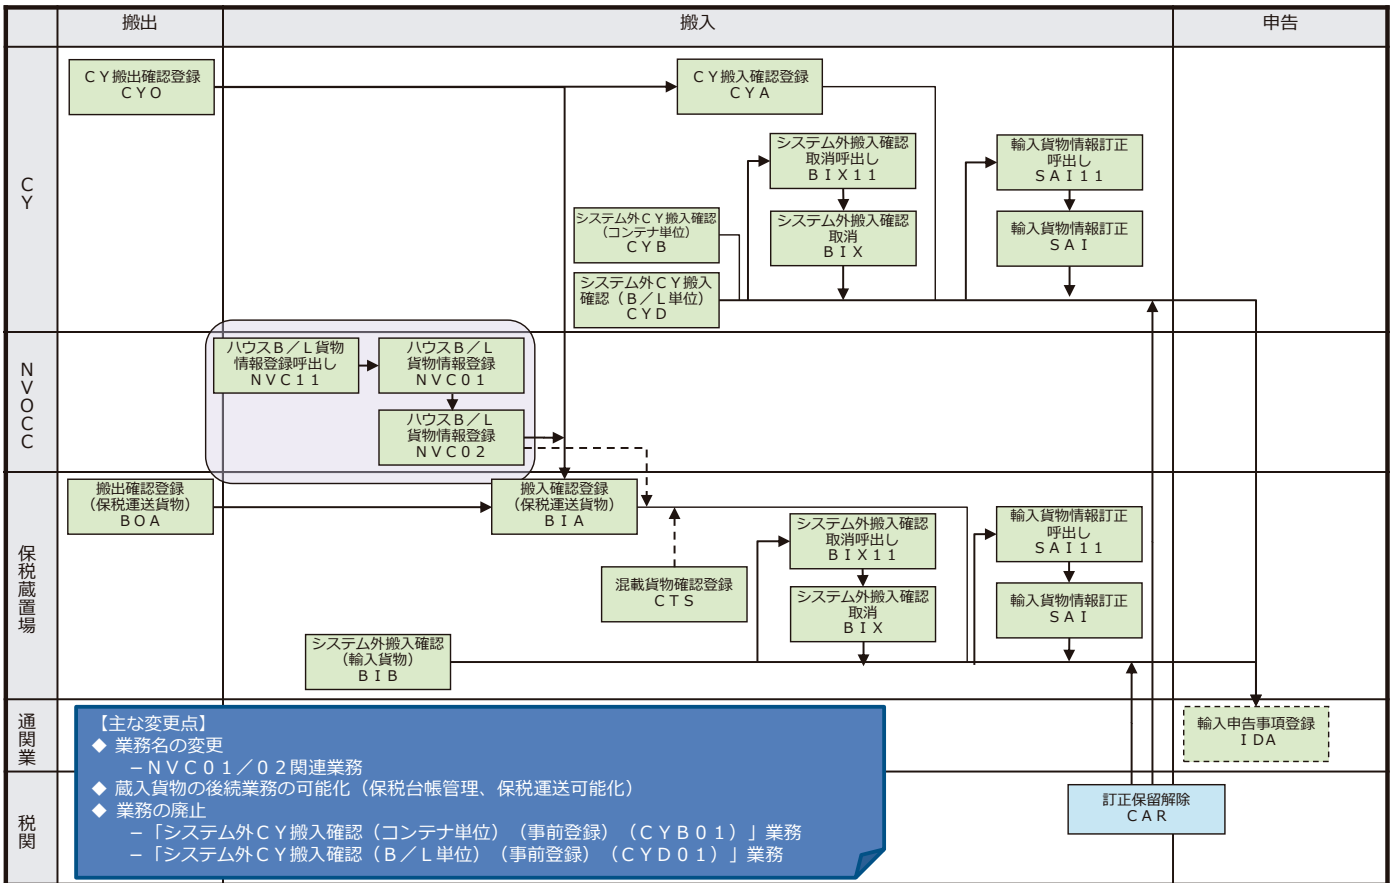 搬出
搬入
申告
CY
ＣＹ搬出確認登録
ＣＹＯ
ＣＹ搬入確認登録
ＣＹＡ
システム外搬入確認
取消呼出し
ＢＩＸ１１
輸入貨物情報訂正
呼出し
ＳＡＩ１１
システム外ＣＹ搬入確認
（コンテナ単位）
ＣＹＢ
システム外搬入確認
取消
ＢＩＸ
輸入貨物情報訂正
ＳＡＩ
システム外ＣＹ搬入
確認（Ｂ／Ｌ単位）
ＣＹＤ
NVOCC
ハウスＢ／Ｌ貨物
情報登録呼出し
ＮＶＣ１１
ハウスＢ／Ｌ
貨物情報登録
ＮＶＣ０１
ハウスＢ／Ｌ
貨物情報登録
ＮＶＣ０２
保税蔵置場
搬出確認登録
（保税運送貨物）
ＢＯＡ
搬入確認登録
（保税運送貨物）
ＢＩＡ
システム外搬入確認
取消呼出し
ＢＩＸ１１
輸入貨物情報訂正
呼出し
ＳＡＩ１１
混載貨物確認登録
ＣＴＳ
システム外搬入確認
取消
ＢＩＸ
輸入貨物情報訂正
ＳＡＩ
システム外搬入確認
（輸入貨物）
ＢＩＢ
通関業
輸入申告事項登録
ＩＤＡ
税関
訂正保留解除
ＣＡＲ
【主な変更点】
◆ 業務名の変更
－ＮＶＣ０１／０２関連業務
◆ 蔵入貨物の後続業務の可能化（保税台帳管理、保税運送可能化）
◆ 業務の廃止
－「システム外ＣＹ搬入確認（コンテナ単位）（事前登録）（ＣＹＢ０１）」業務
－「システム外ＣＹ搬入確認（Ｂ／Ｌ単位）（事前登録）（ＣＹＤ０１）」業務